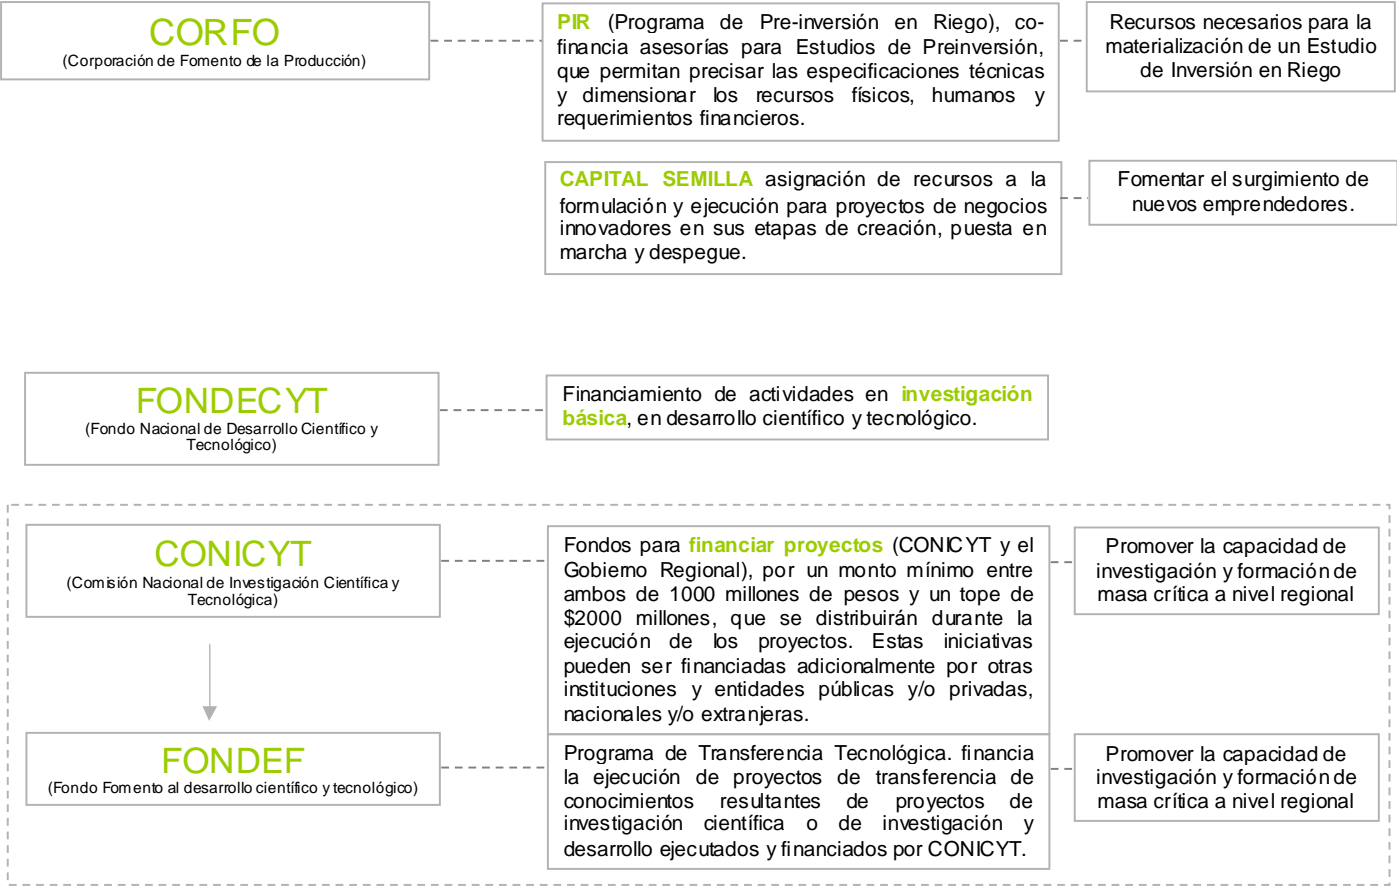 CORFO
(Corporación de Fomento de la Producción)
PIR (Programa de Pre-inversión en Riego), co-
financia asesorías para Estudios de Preinversión,
que permitan precisar las especificaciones técnicas
y dimensionar los recursos físicos, humanos y
requerimientos financieros.
Recursos necesarios para la
materialización de un Estudio
de Inversión en Riego
CAPITAL SEMILLA asignación de recursos a la
formulación y ejecución para proyectos de negocios
innovadores en sus etapas de creación, puesta en
marcha y despegue.
Fomentar el surgimiento de
nuevos emprendedores.
FONDECYT
(Fondo Nacional de Desarrollo Científico y
Tecnológico)
Financiamiento de actividades en investigación
básica, en desarrollo científico y tecnológico.
CONICYT
(Comisión Nacional de Investigación Científica y
Tecnológica)
Fondos para financiar proyectos (CONICYT y el
Gobierno Regional), por un monto mínimo entre
ambos de 1000 millones de pesos y un tope de
$2000 millones, que se distribuirán durante la
ejecución de los proyectos. Estas iniciativas
pueden ser financiadas adicionalmente por otras
instituciones y entidades públicas y/o privadas,
nacionales y/o extranjeras.
Promover la capacidad de
investigación y formación de
masa crítica a nivel regional
FONDEF
(Fondo Fomento al desarrollo científico y tecnológico)
Programa de Transferencia Tecnológica. financia
la ejecución de proyectos de transferencia de
conocimientos resultantes de proyectos de
investigación científica o de investigación y
desarrollo ejecutados y financiados por CONICYT.
Promover la capacidad de
investigación y formación de
masa crítica a nivel regional